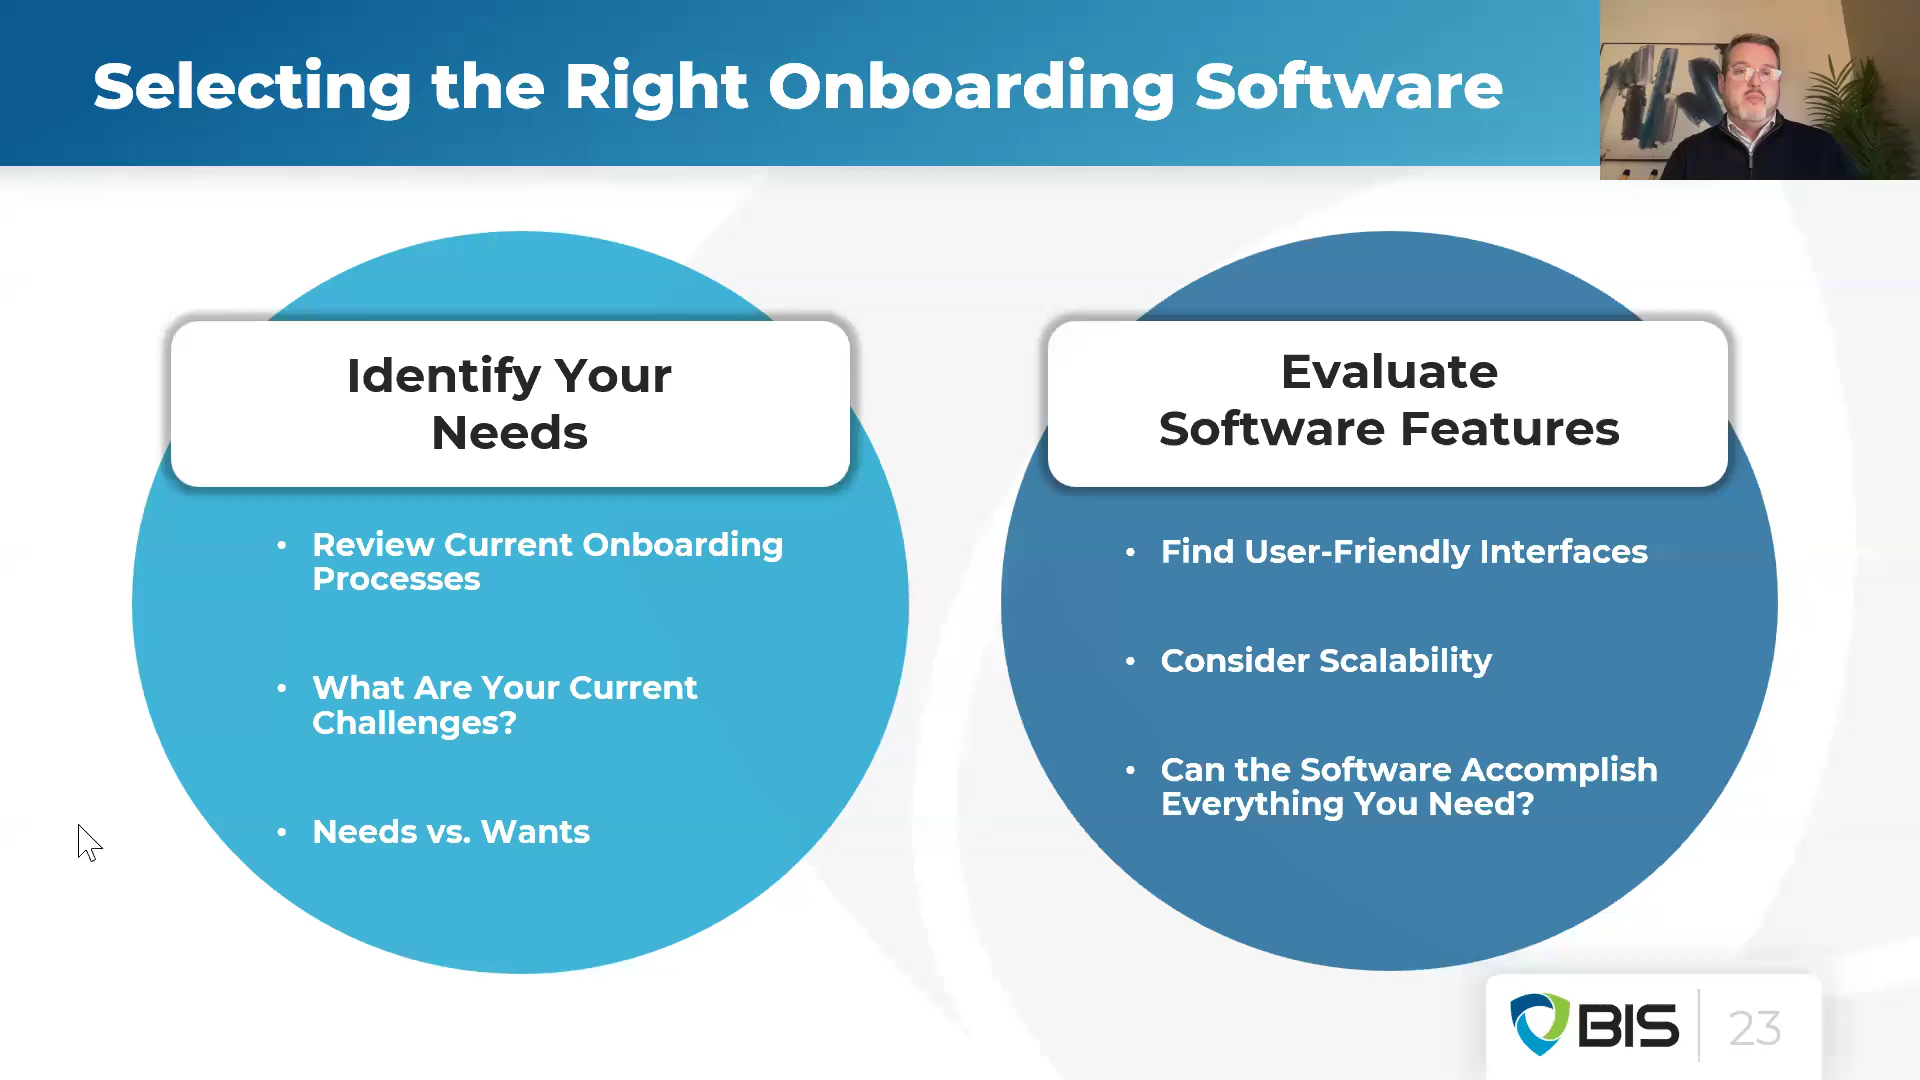 Selecting the Right Onboarding Software
Identify Your
Needs
• Review Current Onboarding
Processes
• What Are Your Current
Challenges?
• Needs vs. Wants
Evaluate
Software Features
• Find User-Friendly Interfaces
• Consider Scalability
• Can the Software Accomplish
Everything You Need?
BIS
23